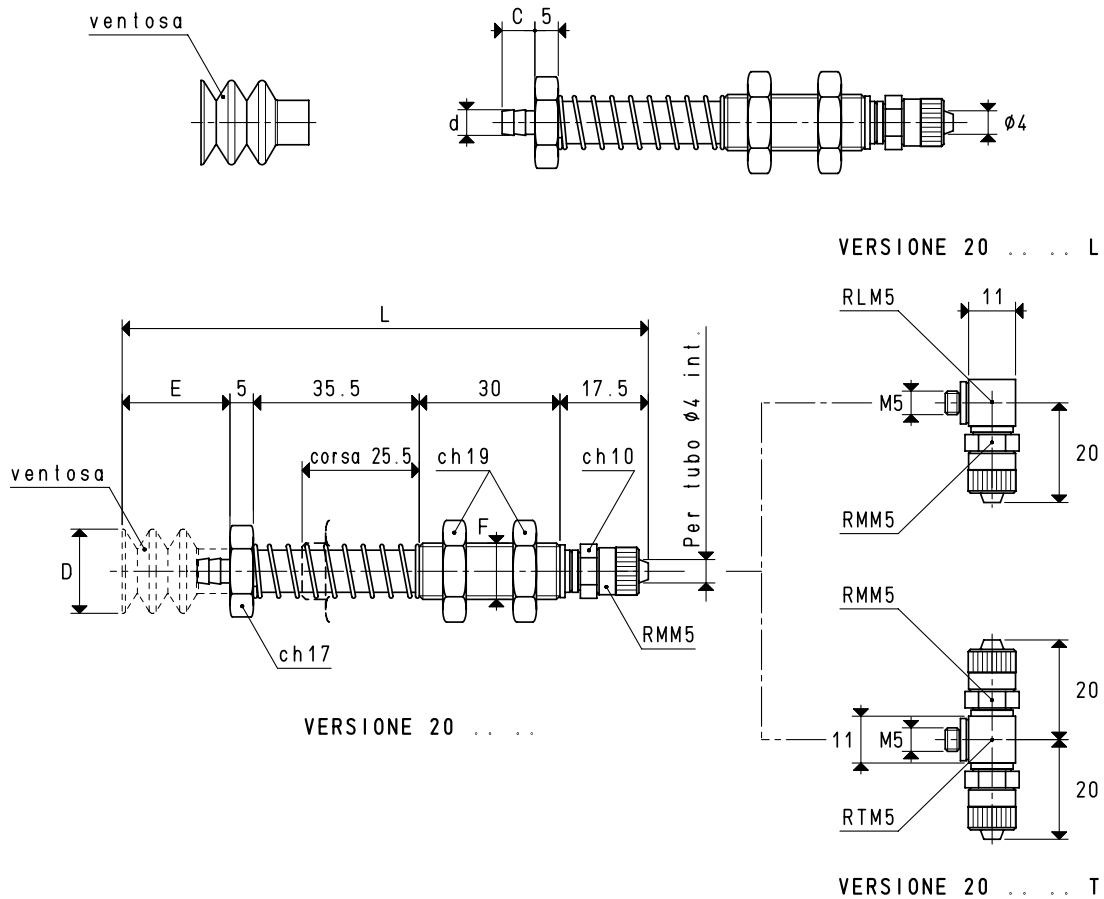 ventosa
C 5
d
ø4
VERSIONE 20 .. .. L
L
RLM5
11
E 5 35.5 30 17.5
Per tubo ø4 int.
M5
20
corsa 25.5
ch19
ch10
ventosa
F
D
RMM5
RMM5
RMM5
ch17
20
VERSIONE 20 .. ..
11
M5
20
RTM5
VERSIONE 20 .. .. T